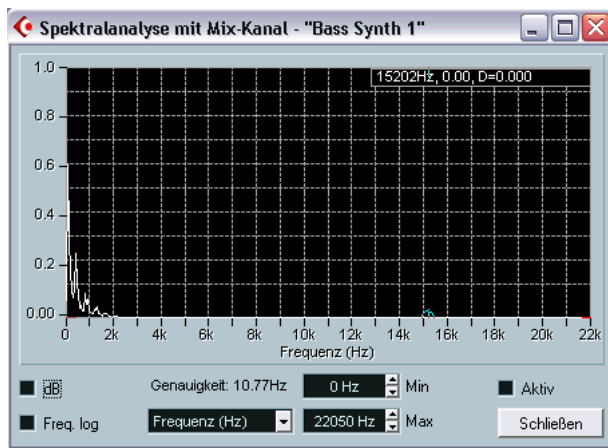 Spektralanalyse mit Mix-Kanal - "Bass Synth 1"
15202Hz, 0.00, D=0.000
1.0
0.8
0.6
0.4
0.2
0.00
0 2k 4k 6k 8k 10k 12k 14k 16k 18k 20k 22k
Frequenz (Hz)
dB Genauigkeit: 10.77Hz 0 Hz Min Aktiv
Freq. log Frequenz (Hz) 22050 Hz Max Schließen